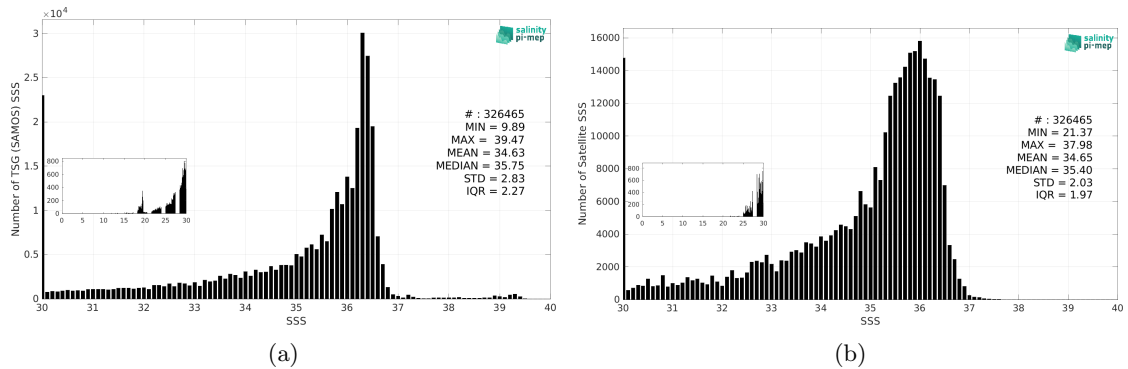 ×10⁴
3
2.5
2
1.5
1
0.5
0
Number of TSG (SAMOS) SSS
salinity
pi-mep
# : 326465
MIN = 9.89
MAX = 39.47
MEAN = 34.63
MEDIAN = 35.75
STD = 2.83
IQR = 2.27
800
600
400
200
0
0 5 10 15 20 25 30
30 31 32 33 34 35 36 37 38 39 40
SSS
(a)
16000
14000
12000
10000
8000
6000
4000
2000
0
Number of Satellite SSS
salinity
pi-mep
# : 326465
MIN = 21.37
MAX = 37.98
MEAN = 34.65
MEDIAN = 35.40
STD = 2.03
IQR = 1.97
800
600
400
200
0
0 5 10 15 20 25 30
30 31 32 33 34 35 36 37 38 39 40
SSS
(b)